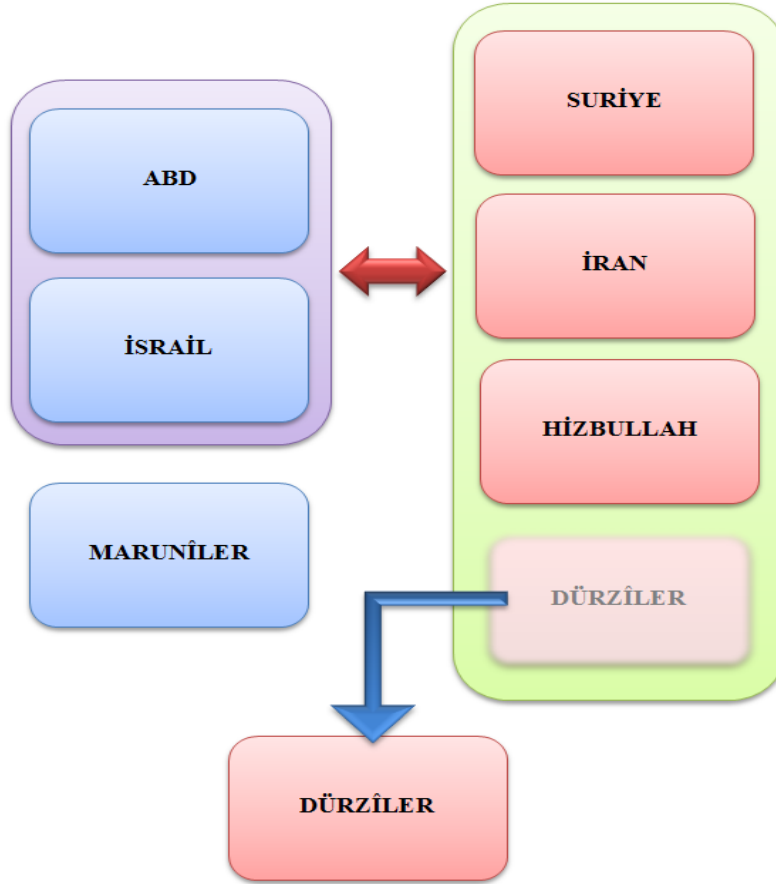 ABD
İSRAİL
MARUNÎLER
SURİYE
İRAN
HİZBULLAH
DÜRZÎLER
DÜRZÎLER